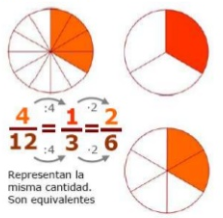 :4 ·2
4/12 = 1/3 = 2/6
:4 ·2
Representan la
misma cantidad.
Son equivalentes